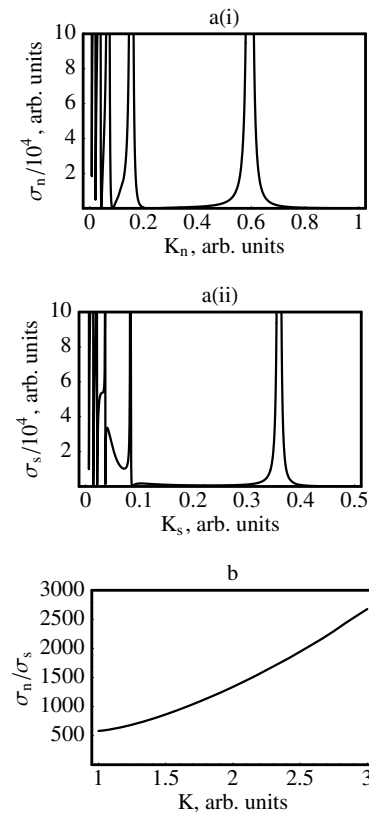 a(i)
10
8
6
4
2
σn/10^4, arb. units
0 0.2 0.4 0.6 0.8 1
Kn, arb. units
a(ii)
10
8
6
4
2
σs/10^4, arb. units
0 0.1 0.2 0.3 0.4 0.5
Ks, arb. units
b
3000
2500
2000
1500
1000
500
σn/σs
1 1.5 2 2.5 3
K, arb. units